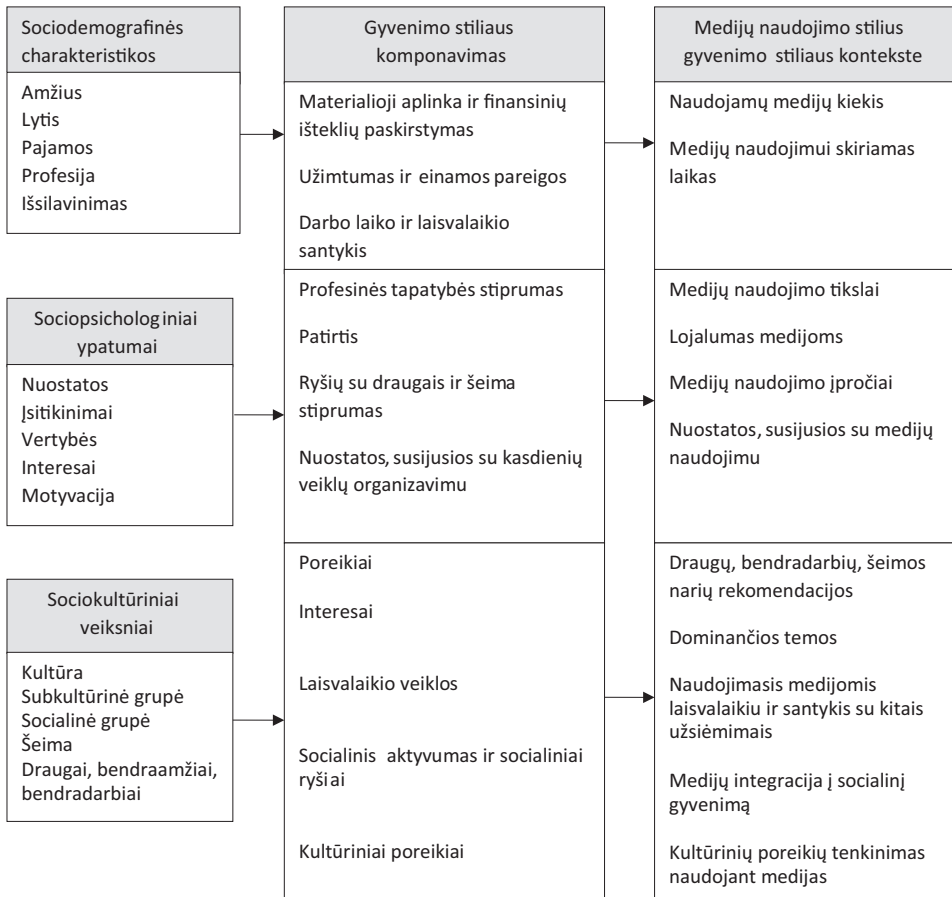 Sociodemografinės
charakteristikos
Amžius
Lytis
Pajamos
Profesija
Išsilavinimas
Sociopsichologiniai
ypatumai
Nuostatos
Įsitikinimai
Vertybės
Interesai
Motyvacija
Sociokultūriniai
veiksniai
Kultūra
Subkultūrinė grupė
Socialinė grupė
Šeima
Draugai, bendraamžiai,
bendradarbiai
Gyvenimo stiliaus
komponavimas
Materialioji aplinka ir finansinių
išteklių paskirstymas
Užimtumas ir einamos pareigos
Darbo laiko ir laisvalaikio
santykis
Profesinės tapatybės stiprumas
Patirtis
Ryšių su draugais ir šeima
stiprumas
Nuostatos, susijusios su kasdienių
veiklų organizavimu
Poreikiai
Interesai
Laisvalaikio veiklos
Socialinis aktyvumas ir socialiniai
ryšiai
Kultūriniai poreikiai
Medijų naudojimo stilius
gyvenimo stiliaus kontekste
Naudojamų medijų kiekis
Medijų naudojimui skiriamas
laikas
Medijų naudojimo tikslai
Lojalumas medijoms
Medijų naudojimo įpročiai
Nuostatos, susijusios su medijų
naudojimu
Draugų, bendradarbių, šeimos
narių rekomendacijos
Dominančios temos
Naudojimasis medijomis
laisvalaikiu ir santykis su kitais
užsiėmimais
Medijų integracija į socialinį
gyvenimą
Kultūrinių poreikių tenkinimas
naudojant medijas